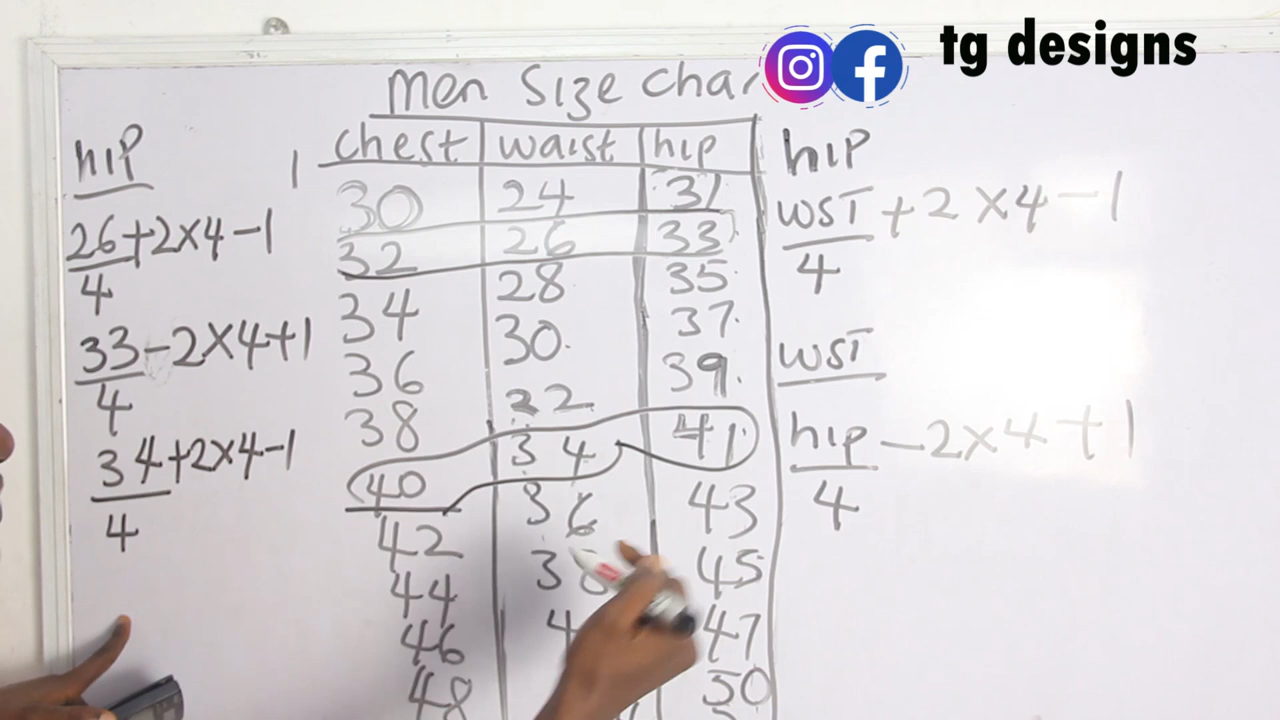 tg designs
Men Size Char
HIP
26+2x4-1
4
33-2x4+1
4
34+2x4-1
4
1
chest waist hip
30 24 31
32 26 33
34 28 35
36 30 37
38 32 39
40 34 41
42 36 43
44 38 45
46 4 47
48 50
HIP
WST+2x4-1
4
WST
hip-2x4+1
4